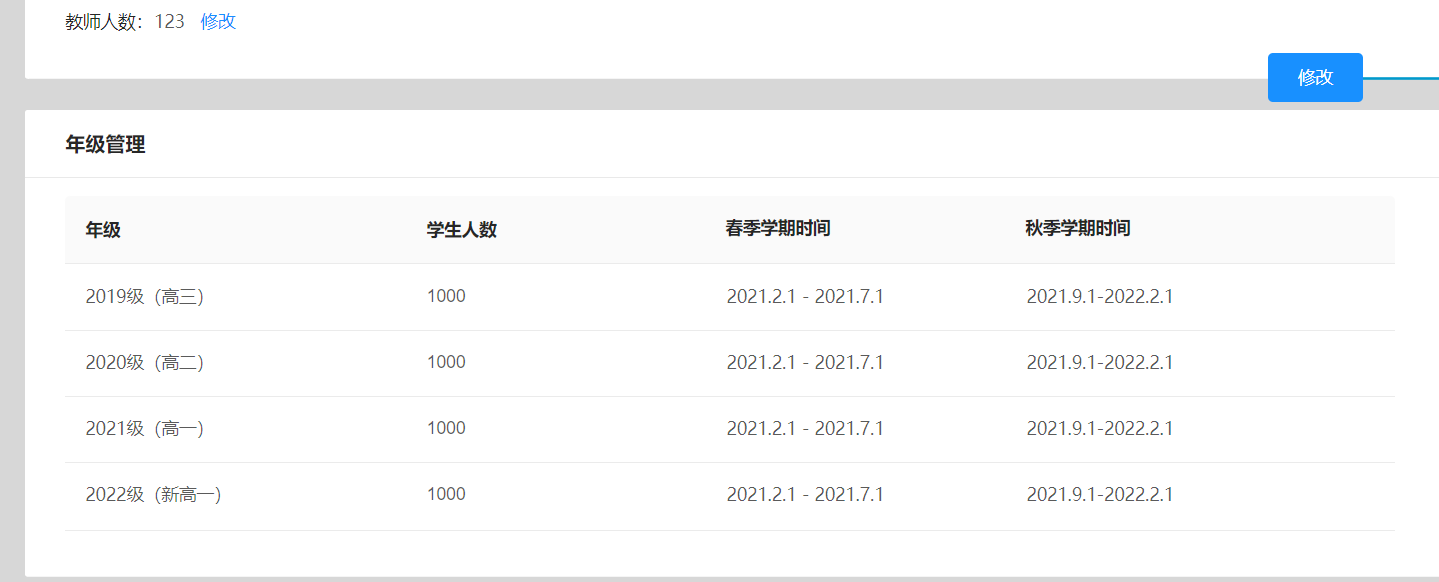 教师人数：123 修改
修改
年级管理
年级 学生人数 春季学期时间 秋季学期时间
2019级（高三） 1000 2021.2.1 - 2021.7.1 2021.9.1-2022.2.1
2020级（高二） 1000 2021.2.1 - 2021.7.1 2021.9.1-2022.2.1
2021级（高一） 1000 2021.2.1 - 2021.7.1 2021.9.1-2022.2.1
2022级（新高一） 1000 2021.2.1 - 2021.7.1 2021.9.1-2022.2.1